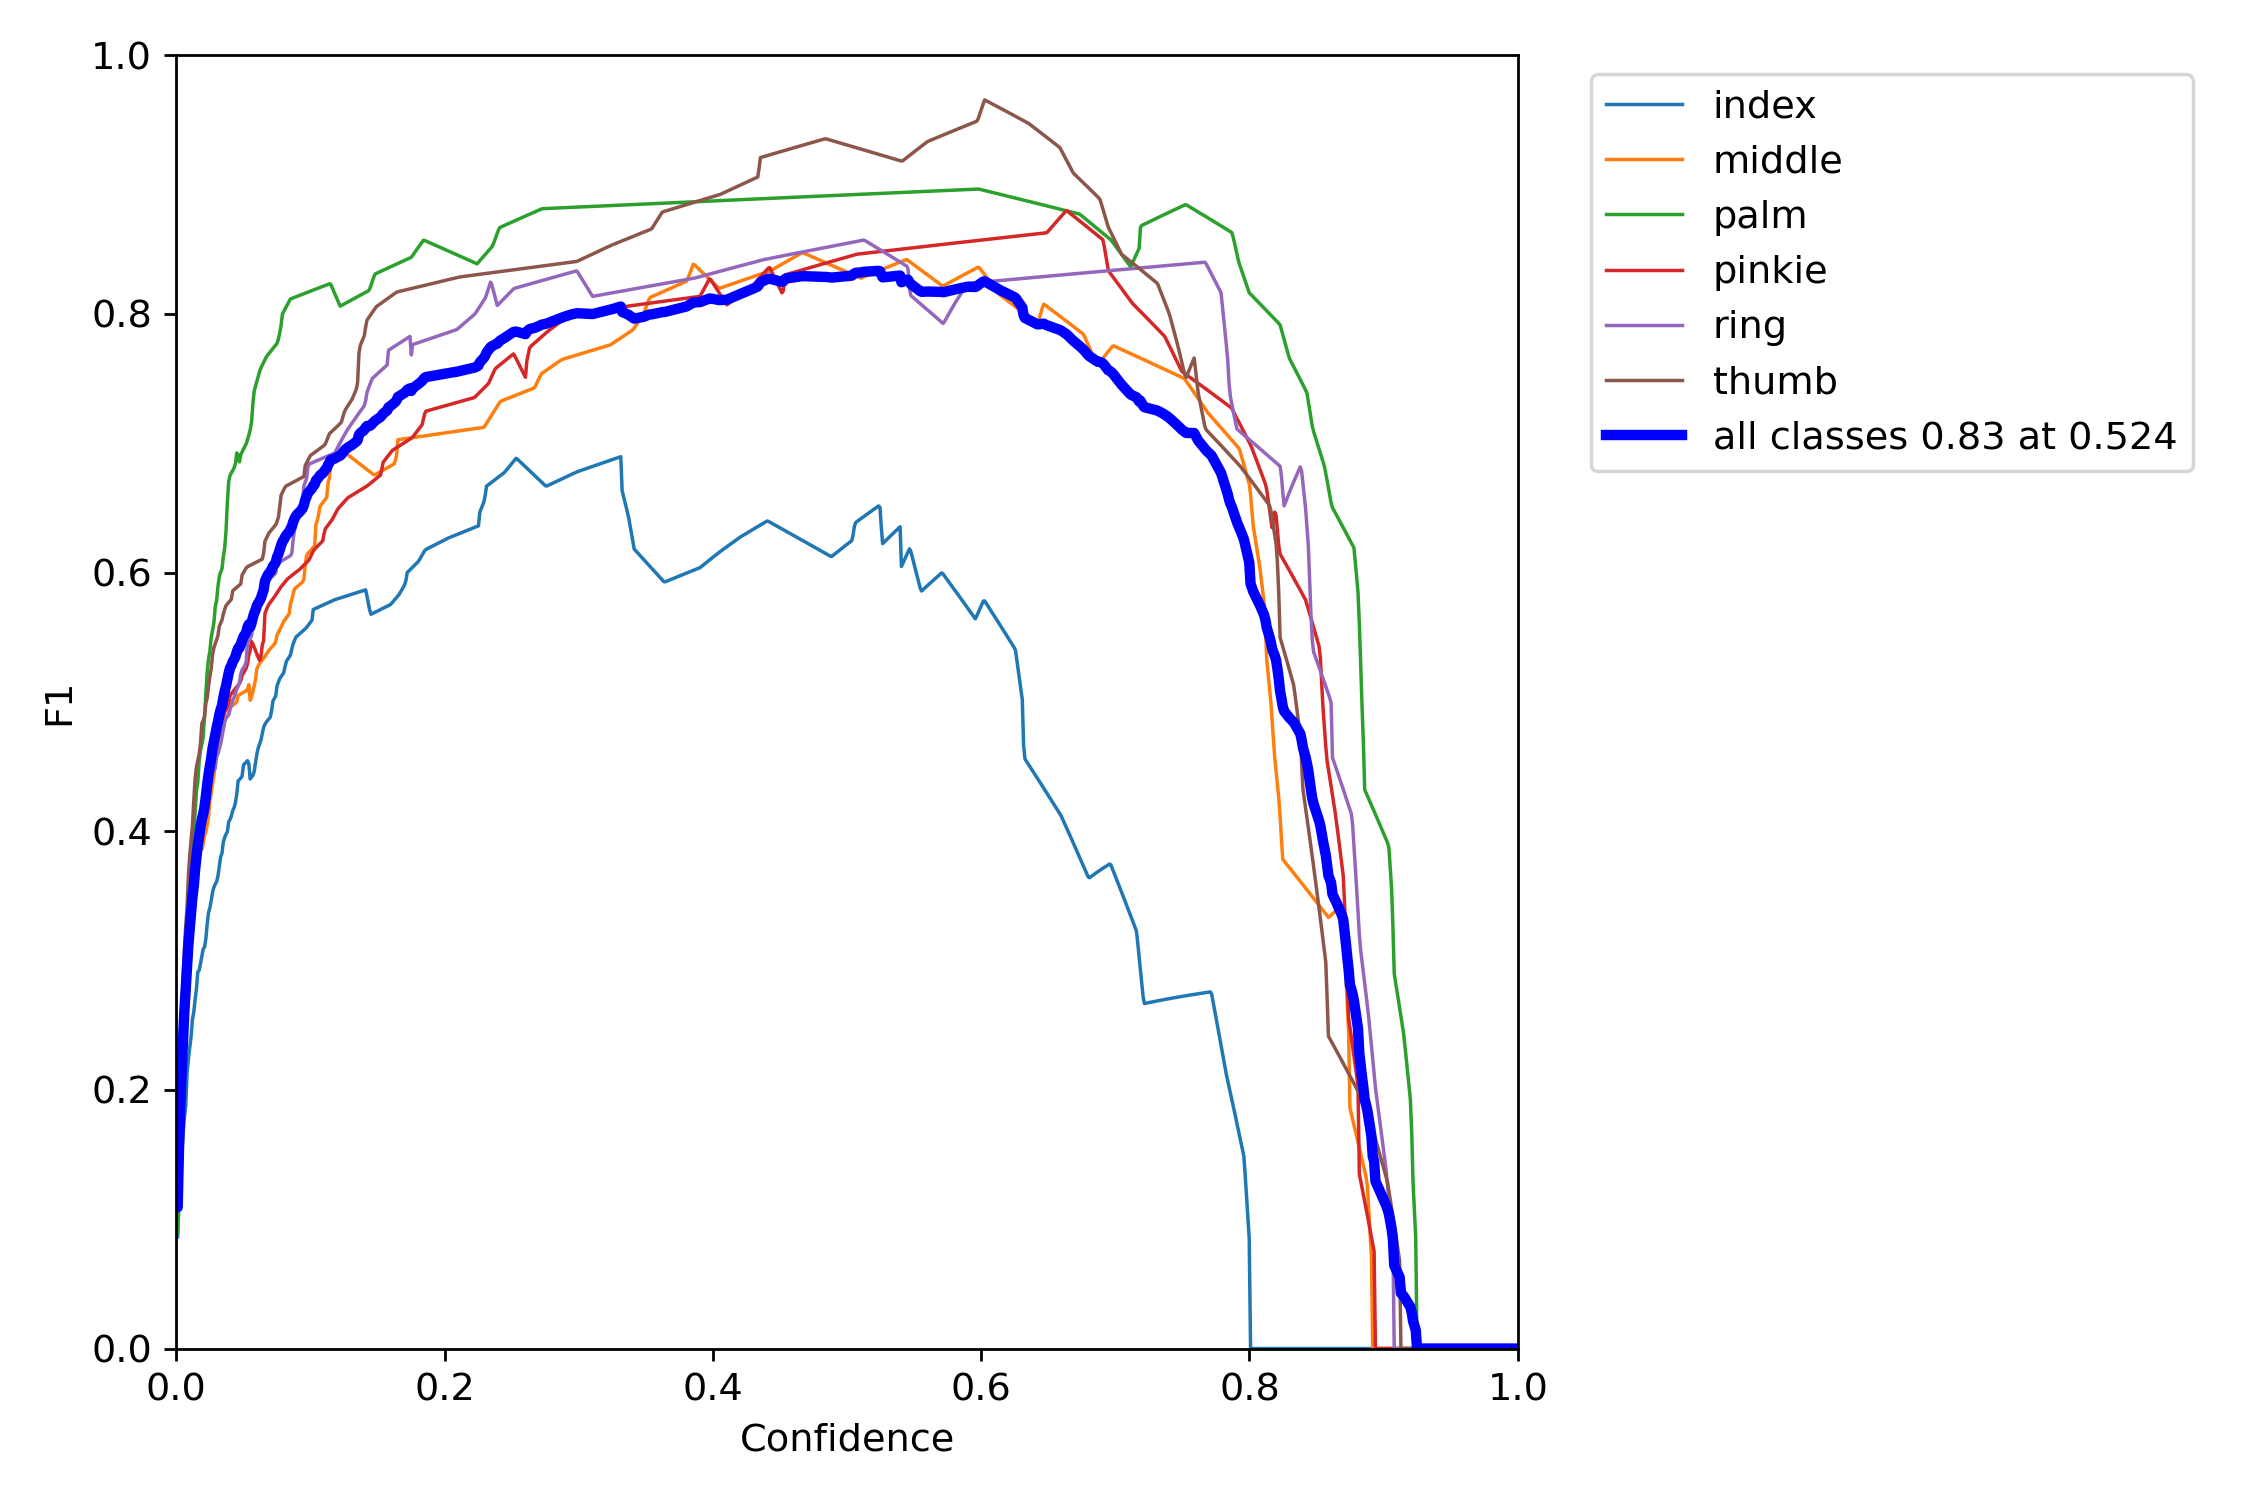 1.0
0.8
0.6
0.4
0.2
0.0
F1
0.0 0.2 0.4 0.6 0.8 1.0
Confidence
index
middle
palm
pinkie
ring
thumb
all classes 0.83 at 0.524